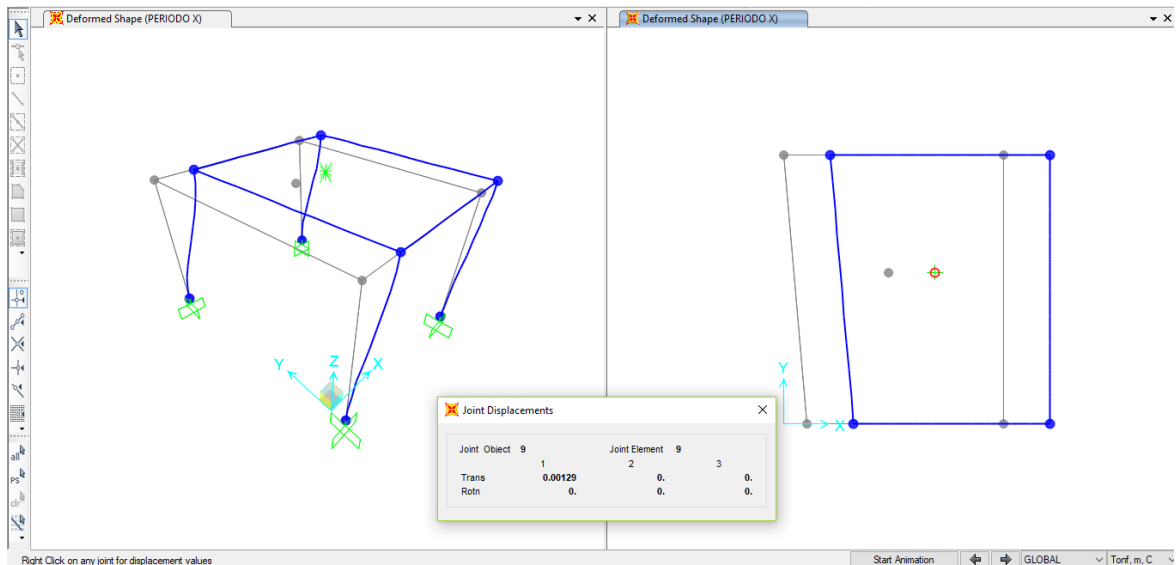 Deformed Shape (PERIODO X)
Deformed Shape (PERIODO X)
Y
Z
X
Y
X
Joint Displacements
Joint Object 9 Joint Element 9
1 2 3
Trans 0.00129 0. 0.
Rotn 0. 0. 0.
all
PS
clr
Right Click on any joint for displacement values
Start Animation
GLOBAL
Tonf, m, C